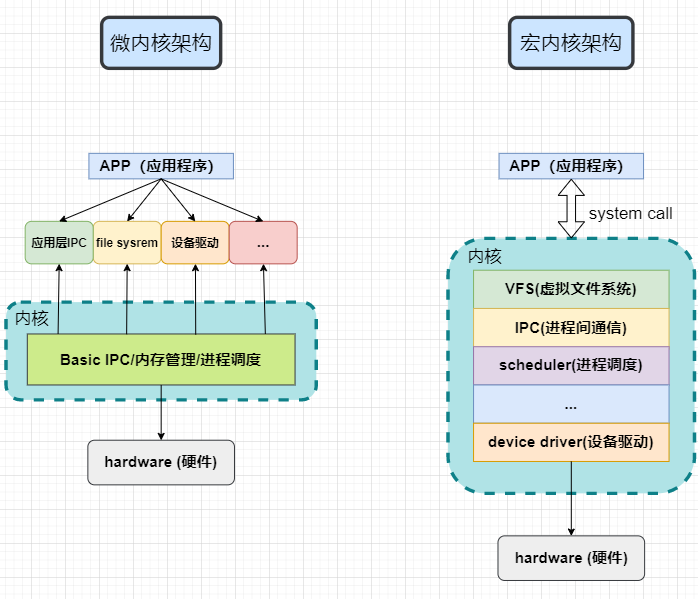 微内核架构
宏内核架构
APP（应用程序）
应用层IPC
file sysrem
设备驱动
...
内核
Basic IPC/内存管理/进程调度
hardware (硬件)
APP（应用程序）
system call
内核
VFS(虚拟文件系统)
IPC(进程间通信)
scheduler(进程调度)
...
device driver(设备驱动)
hardware (硬件)